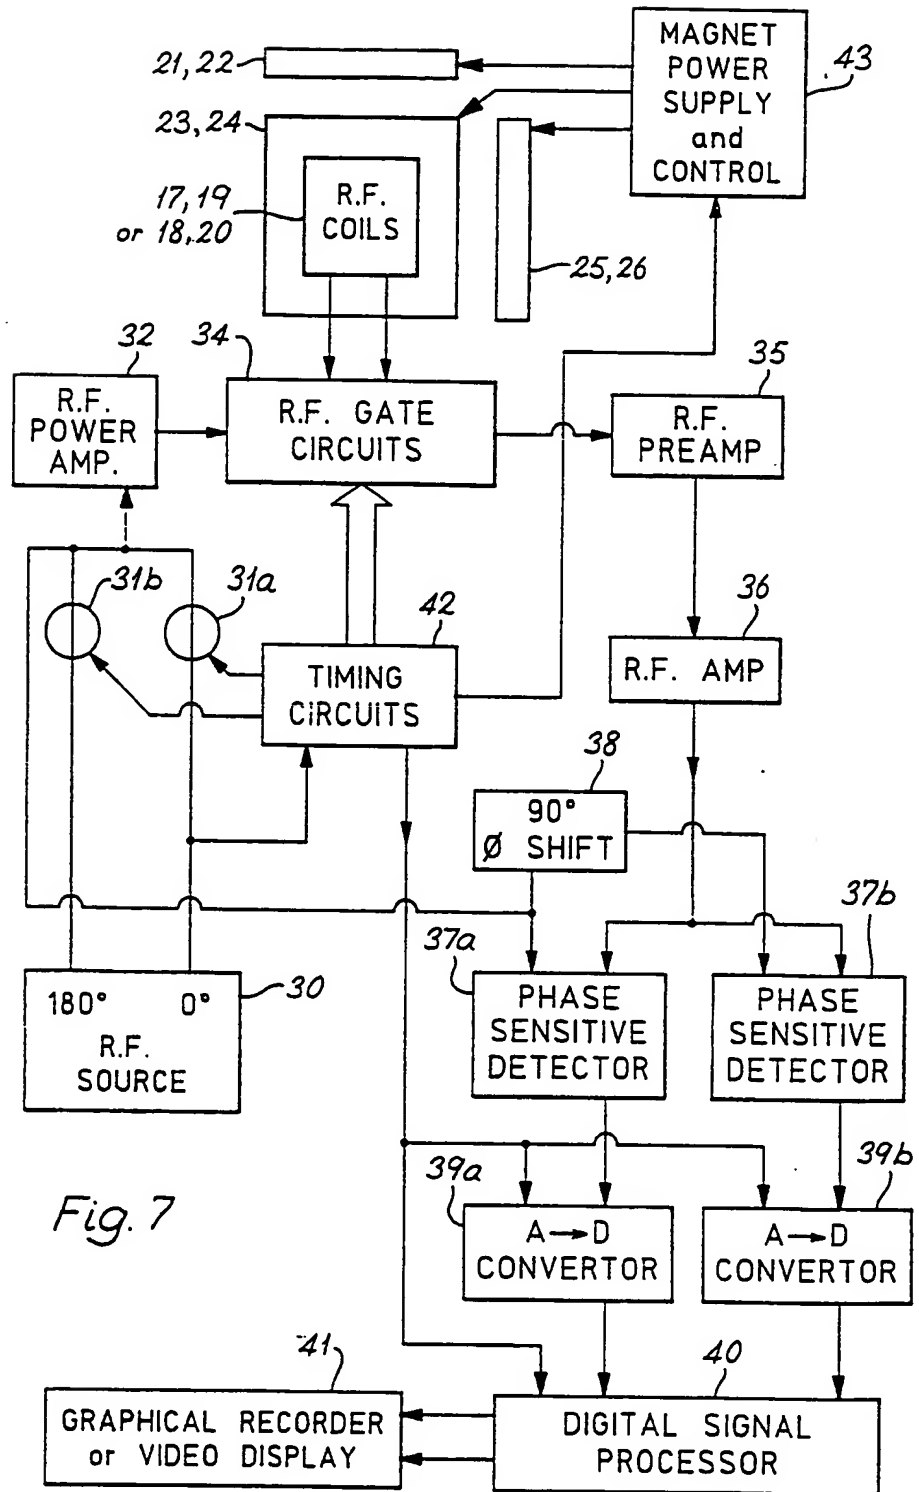 21, 22
MAGNET
POWER
SUPPLY
and
CONTROL
43
23, 24
17, 19
or 18, 20
R.F.
COILS
25, 26
32
34
35
R.F.
POWER
AMP.
R.F. GATE
CIRCUITS
R.F.
PREAMP
31b
31a
42
36
TIMING
CIRCUITS
R.F. AMP
38
90°
Ø SHIFT
37a
37b
180° 0°
R.F.
SOURCE
30
PHASE
SENSITIVE
DETECTOR
PHASE
SENSITIVE
DETECTOR
39a
39b
Fig. 7
A→D
CONVERTOR
A→D
CONVERTOR
41
40
GRAPHICAL RECORDER
or VIDEO DISPLAY
DIGITAL SIGNAL
PROCESSOR